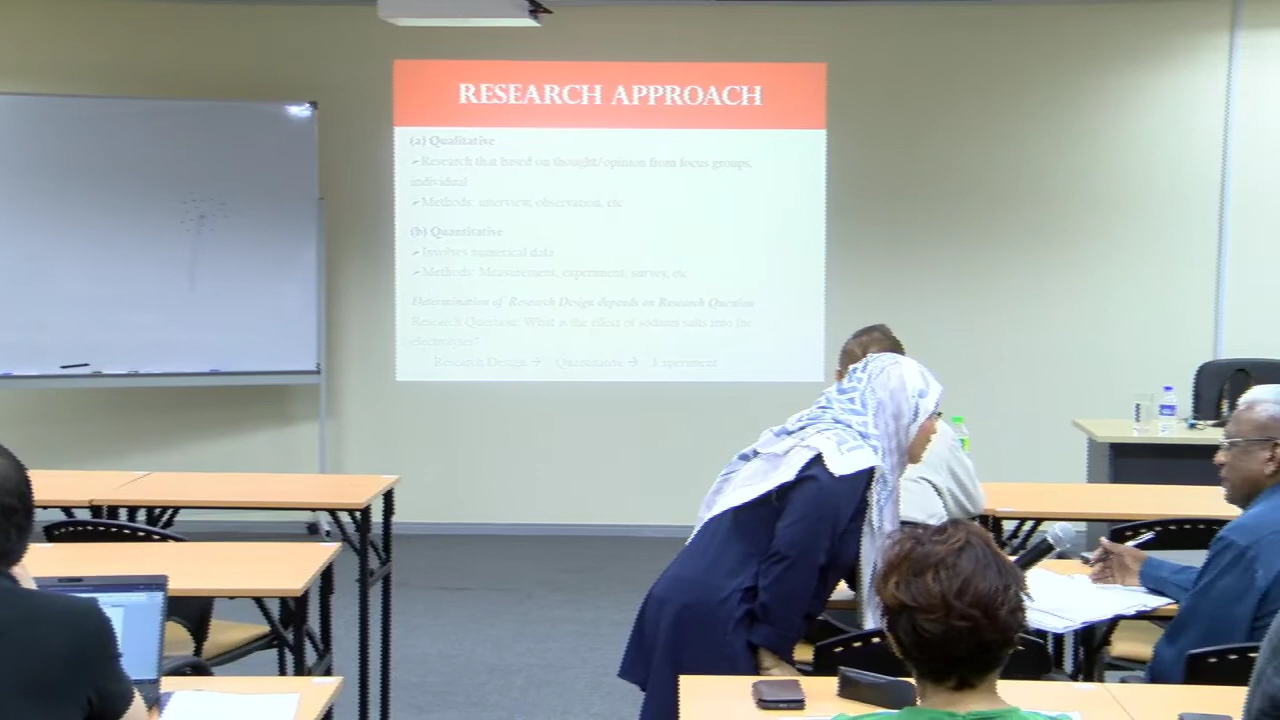 RESEARCH APPROACH
(a) Qualitative
➢Research that based on thought/opinion from focus groups,
individual
➢Methods: interview, observation, etc
(b) Quantitative
➢Involves numerical data
➢Methods: Measurement, experiment, survey, etc
Determination of Research Design depends on Research Question
Research Question: What is the effect of sodium salts into the
electrolytes?
Research Design → Quantitative → Experiment